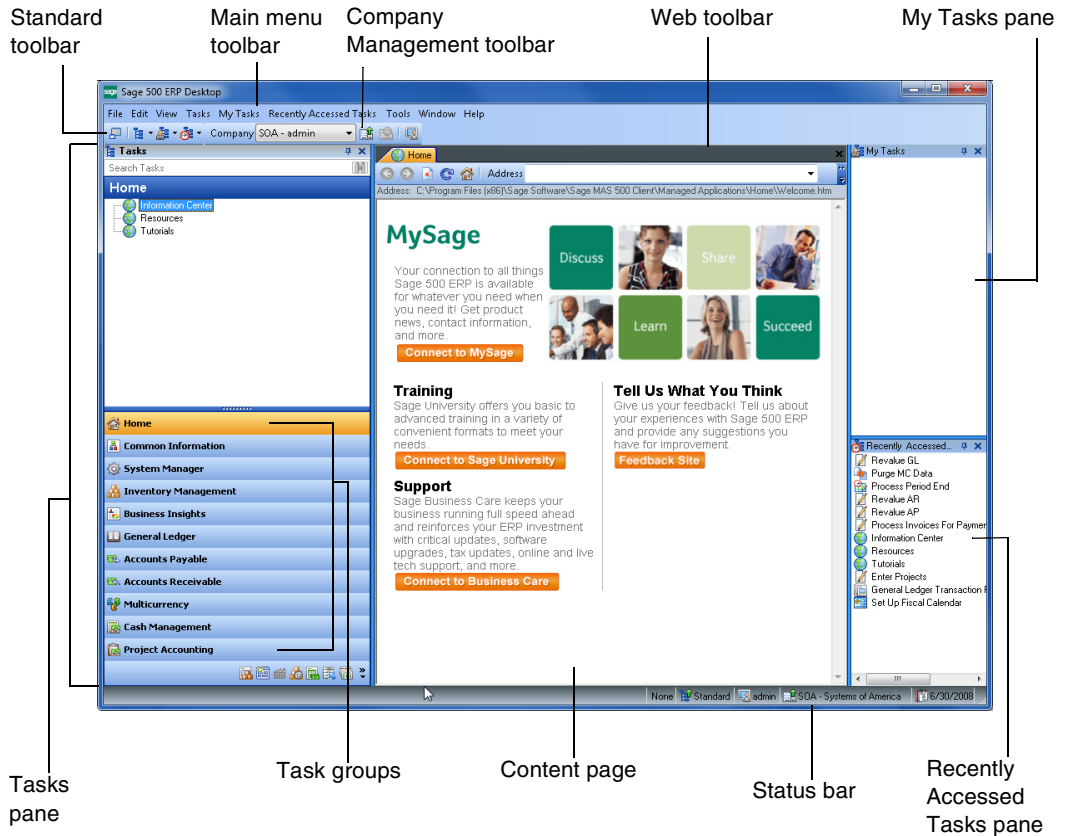 Standard
toolbar
Main menu
toolbar
Company
Management toolbar
Web toolbar
My Tasks pane
sage Sage 500 ERP Desktop
File Edit View Tasks My Tasks Recently Accessed Tasks Tools Window Help
Company SOA - admin
Tasks
Search Tasks
Home
Information Center
Resources
Tutorials
Home
Common Information
System Manager
Inventory Management
Business Insights
General Ledger
Accounts Payable
Accounts Receivable
Multicurrency
Cash Management
Project Accounting
Home
Address
Address: C:\Program Files (x86)\Sage Software\Sage MAS 500 Client\Managed Applications\Home\Welcome.htm
MySage
Your connection to all things
Sage 500 ERP is available
for whatever you need when
you need it! Get product
news, contact information,
and more.
Connect to MySage
Discuss
Share
Learn
Succeed
Training
Sage University offers you basic to
advanced training in a variety of
convenient formats to meet your
needs.
Connect to Sage University
Support
Sage Business Care keeps your
business running full speed ahead
and reinforces your ERP investment
with critical updates, software
upgrades, tax updates, online and live
tech support, and more.
Connect to Business Care
Tell Us What You Think
Give us your feedback! Tell us about
your experiences with Sage 500 ERP
and provide any suggestions you
have for improvement.
Feedback Site
My Tasks
Recently Accessed...
Revalue GL
Purge MC Data
Process Period End
Revalue AR
Revalue AP
Process Invoices For Paymer
Information Center
Resources
Tutorials
Enter Projects
General Ledger Transaction F
Set Up Fiscal Calendar
None Standard admin SOA - Systems of America 6/30/2008
Tasks
pane
Task groups
Content page
Status bar
Recently
Accessed
Tasks pane